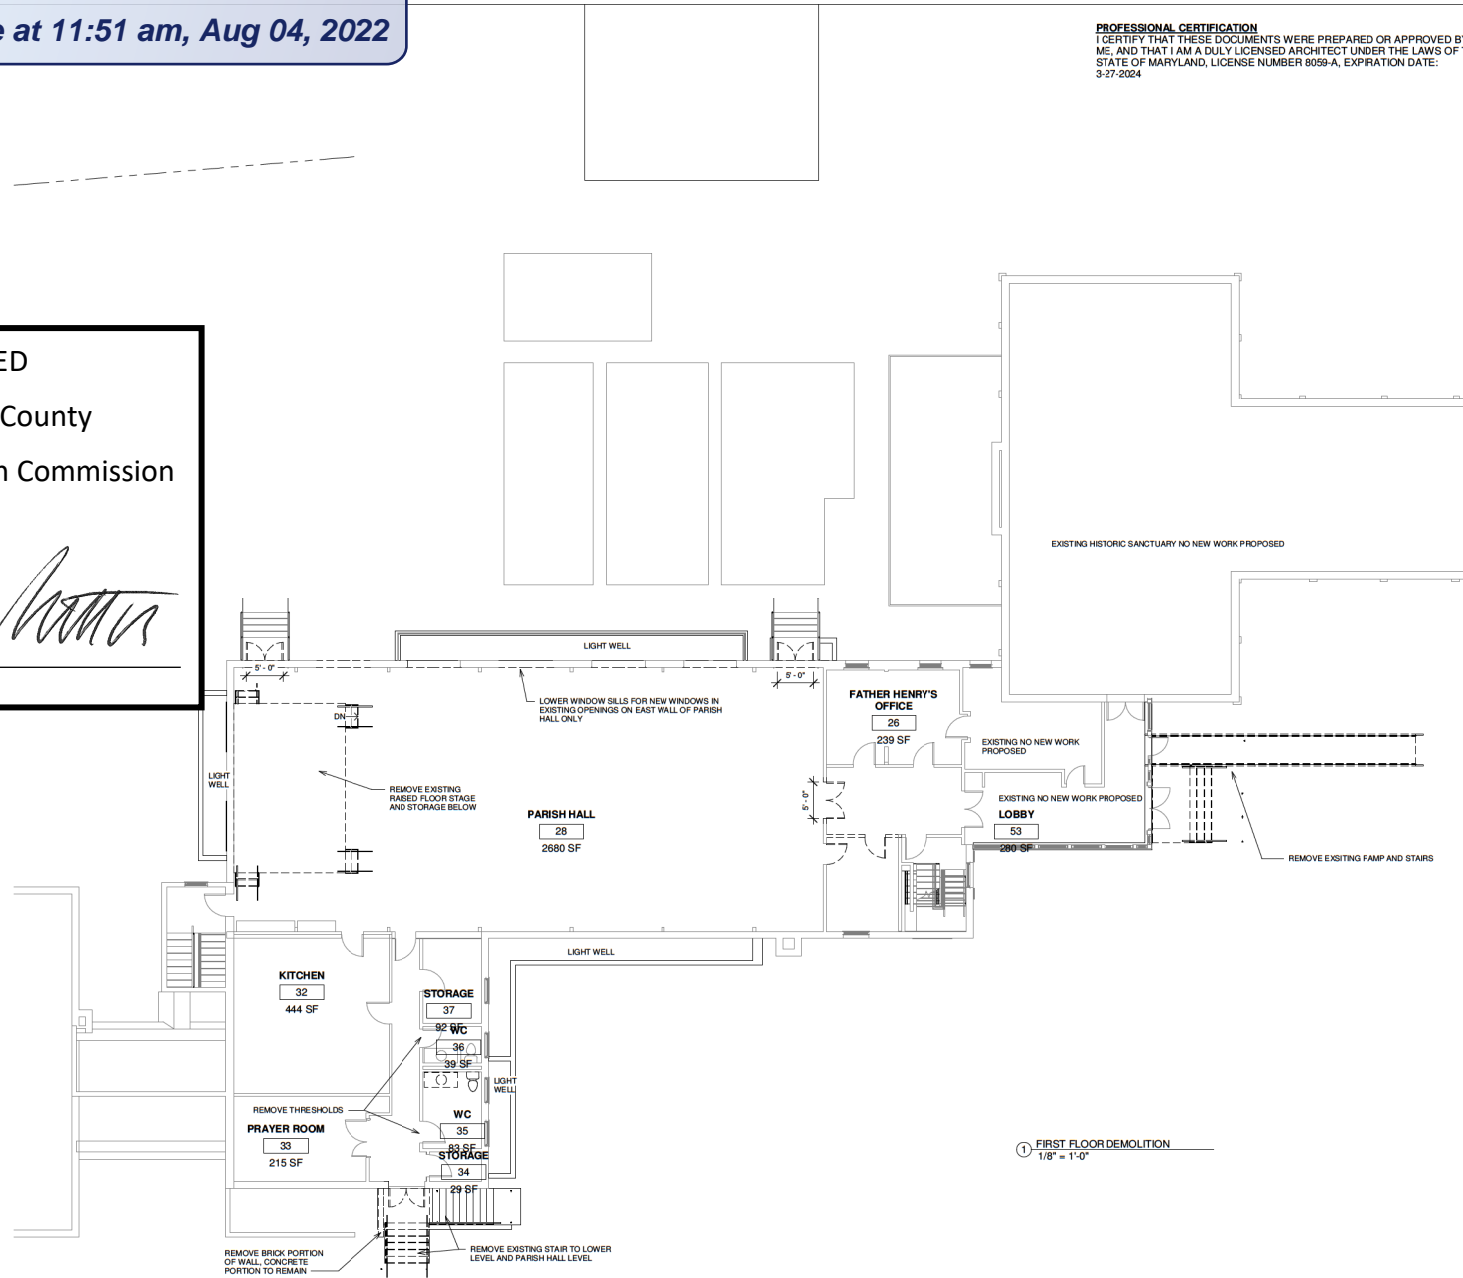 e at 11:51 am, Aug 04, 2022
PROFESSIONAL CERTIFICATION
I CERTIFY THAT THESE DOCUMENTS WERE PREPARED OR APPROVED BY
ME, AND THAT I AM A DULY LICENSED ARCHITECT UNDER THE LAWS OF
STATE OF MARYLAND, LICENSE NUMBER 8059-A, EXPIRATION DATE:
3-27-2024
ED
County
n Commission
EXISTING HISTORIC SANCTUARY NO NEW WORK PROPOSED
LIGHT WELL
5' - 0"
5' - 0"
LOWER WINDOW SILLS FOR NEW WINDOWS IN
EXISTING OPENINGS ON EAST WALL OF PARISH
HALL ONLY
DN
FATHER HENRY'S
OFFICE
26
239 SF
EXISTING NO NEW WORK
PROPOSED
LIGHT
WELL
REMOVE EXISTING
RAISED FLOOR STAGE
AND STORAGE BELOW
PARISH HALL
28
2680 SF
5' - 0"
EXISTING NO NEW WORK PROPOSED
LOBBY
53
280 SF
REMOVE EXSITING FAMP AND STAIRS
LIGHT WELL
KITCHEN
32
444 SF
STORAGE
37
92 SF
WC
36
39 SF
LIGHT
WELL
REMOVE THRESHOLDS
PRAYER ROOM
33
215 SF
WC
35
83 SF
STORAGE
34
29 SF
1 FIRST FLOOR DEMOLITION
1/8" = 1'-0"
REMOVE BRICK PORTION
OF WALL, CONCRETE
PORTION TO REMAIN
REMOVE EXISTING STAIR TO LOWER
LEVEL AND PARISH HALL LEVEL